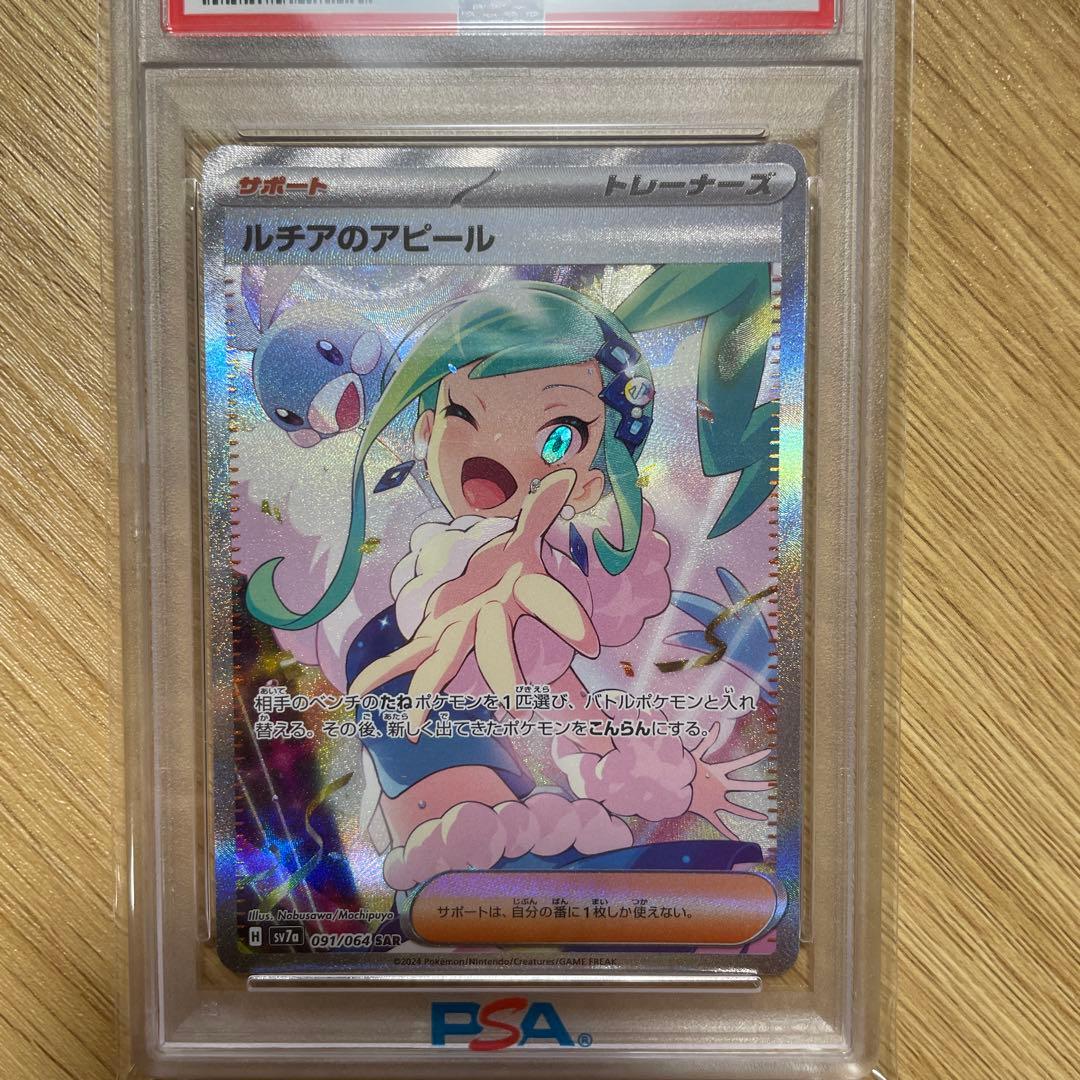 サポート
トレーナーズ
ルチアのアピール
相手のベンチのたねポケモンを1匹選び、バトルポケモンと入れ
替える。その後、新しく出てきたポケモンをこんらんにする。
サポートは、自分の番に1枚しか使えない。
Illus. Nobusawa/Mochipuyo
H sv7a 091/064 SAR
©2024 Pokémon/Nintendo/Creatures/GAME FREAK
PSA®